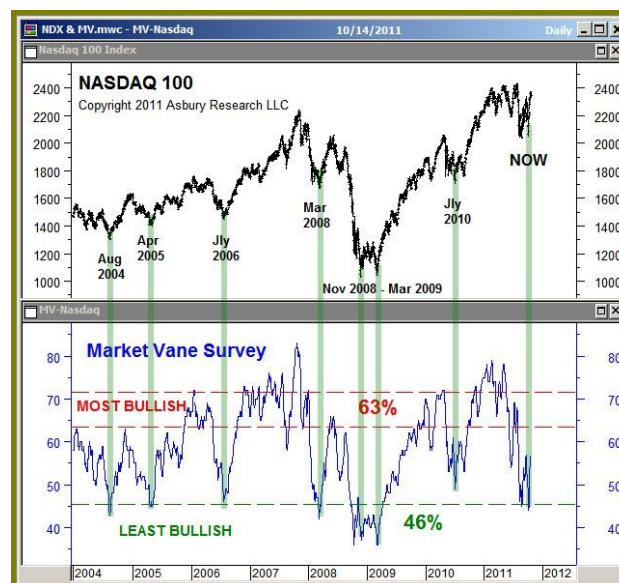 NDX & MV.mwc - MV-Nasdaq 10/14/2011 Daily
Nasdaq 100 Index
NASDAQ 100
Copyright 2011 Asbury Research LLC
2400 2400
2200 2200
2000 2000
1800 1800
1600 1600
1400 1400
1200 1200
1000 1000
NOW
Mar
2008
Jly
2010
Apr
2005
Jly
2006
Aug
2004
Nov 2008 - Mar 2009
MV-Nasdaq
Market Vane Survey
80 80
70 70
60 60
50 50
40 40
MOST BULLISH 63%
LEAST BULLISH 46%
2004 2005 2006 2007 2008 2009 2010 2011 2012